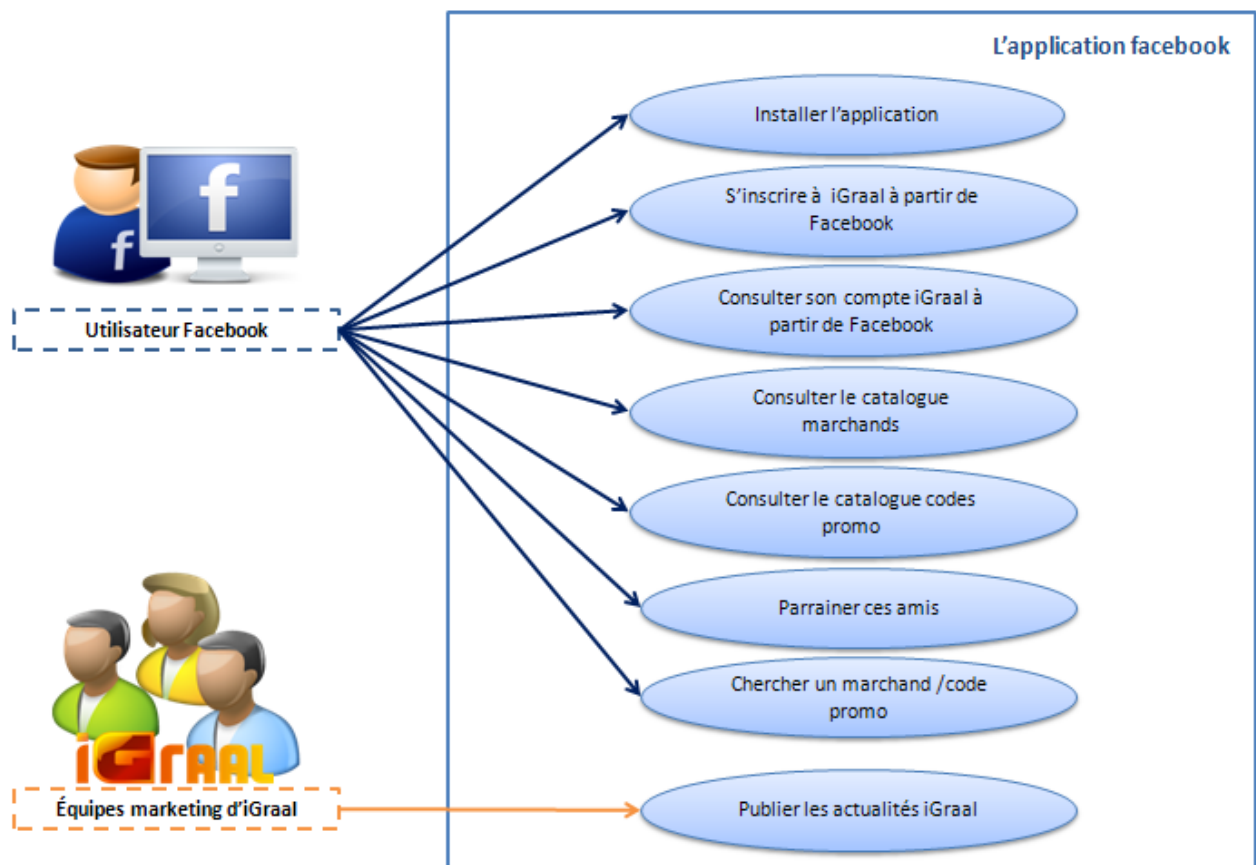 L'application facebook
Installer l'application
S'inscrire à iGraal à partir de
Facebook
Consulter son compte iGraal à
partir de Facebook
Consulter le catalogue
marchands
Consulter le catalogue codes
promo
Parrainer ces amis
Chercher un marchand /code
promo
Publier les actualités iGraal
f
f
Utilisateur Facebook
iGraal
Équipes marketing d'iGraal